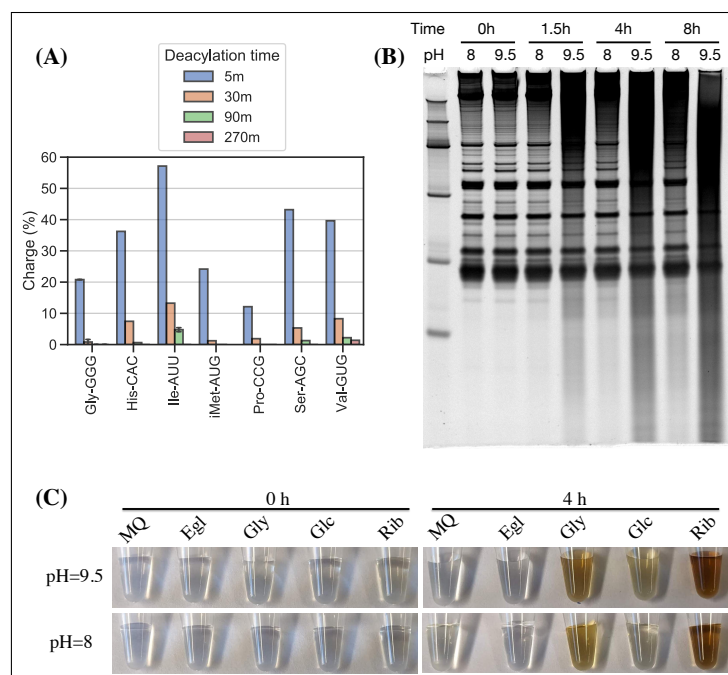 (A)
Deacylation time
5m
30m
90m
270m
60
50
40
30
20
10
0
Charge (%)
Gly-GGG
His-CAC
Ile-AUU
iMet-AUG
Pro-CCG
Ser-AGC
Val-GUG
(B)
Time 0h 1.5h 4h 8h
pH 8 9.5 8 9.5 8 9.5 8 9.5
(C)
0 h 4 h
MQ Egl Gly Glc Rib MQ Egl Gly Glc Rib
pH=9.5
pH=8